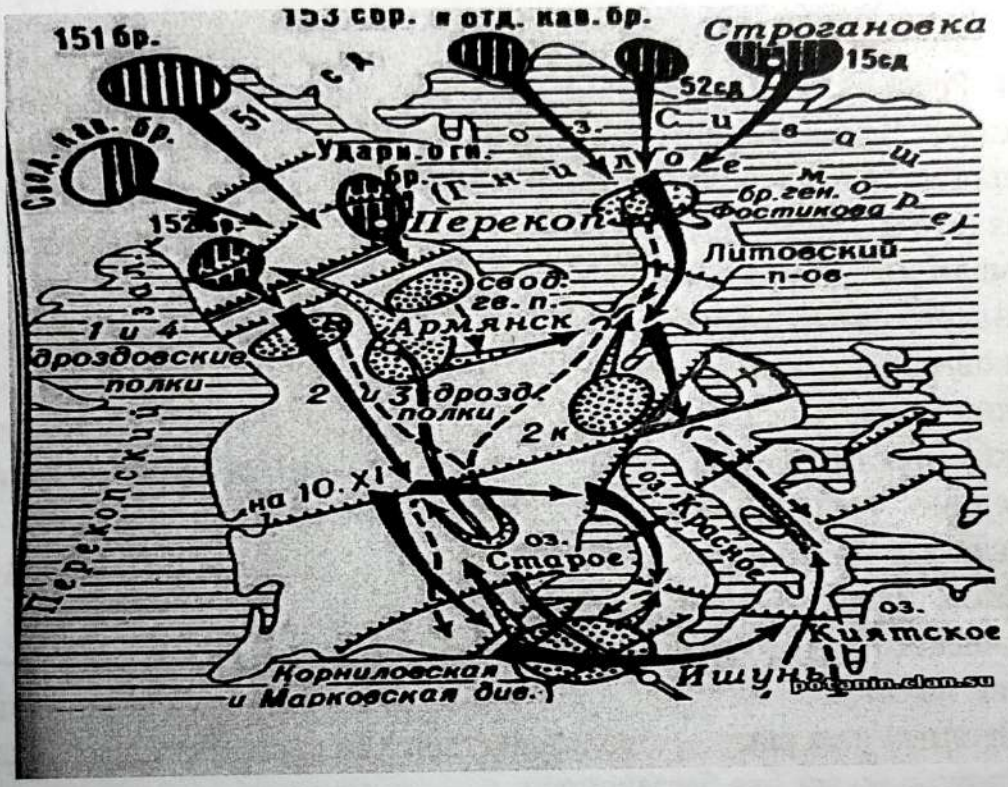 153 сбр. и отд. кав. бр.
151 бр.
Строгановка
15сд
52сд
51 сд
Свод. кав. бр.
оз. Сиваш
(Гнилое море)
Ударн. огн.
бр.
Перекоп
бр. ген.
Фостикова
152 бр.
Литовский
п-ов
свод.
гв. п.
Армянск
1 и 4
дроздовские
полки
2 и 3 дрозд.
полки
2 к
Перекопский зал.
на 10. XI
оз. Красное
оз.
Старое
оз.
Киятское
Корниловская
и Марковская див.
Ишунь
potanin.clan.su